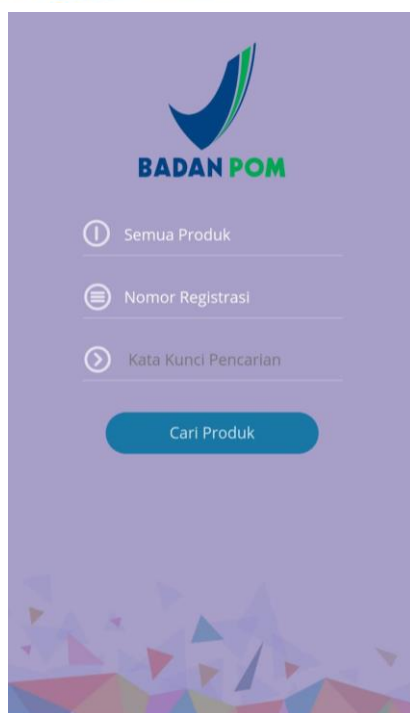 BADAN POM
Semua Produk
Nomor Registrasi
Kata Kunci Pencarian
Cari Produk